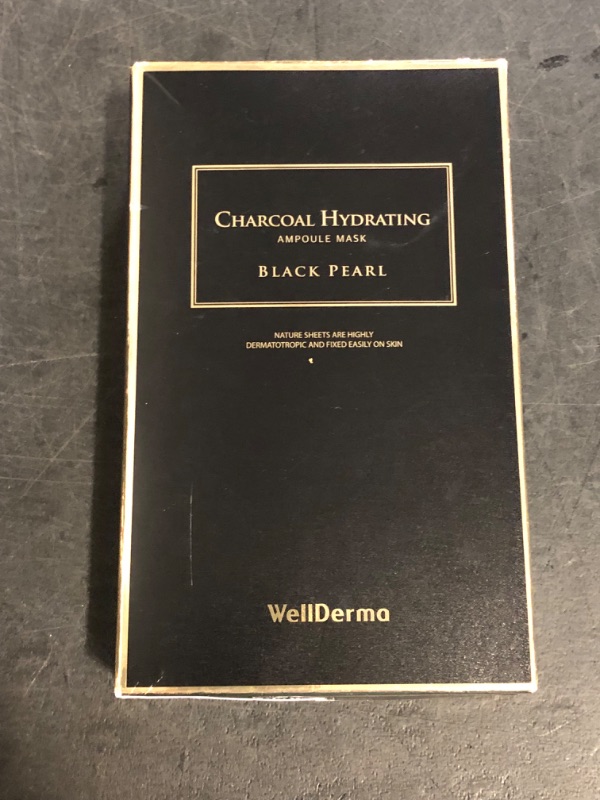 CHARCOAL HYDRATING
AMPOULE MASK
BLACK PEARL
NATURE SHEETS ARE HIGHLY
DERMATOTROPIC AND FIXED EASILY ON SKIN
WellDerma